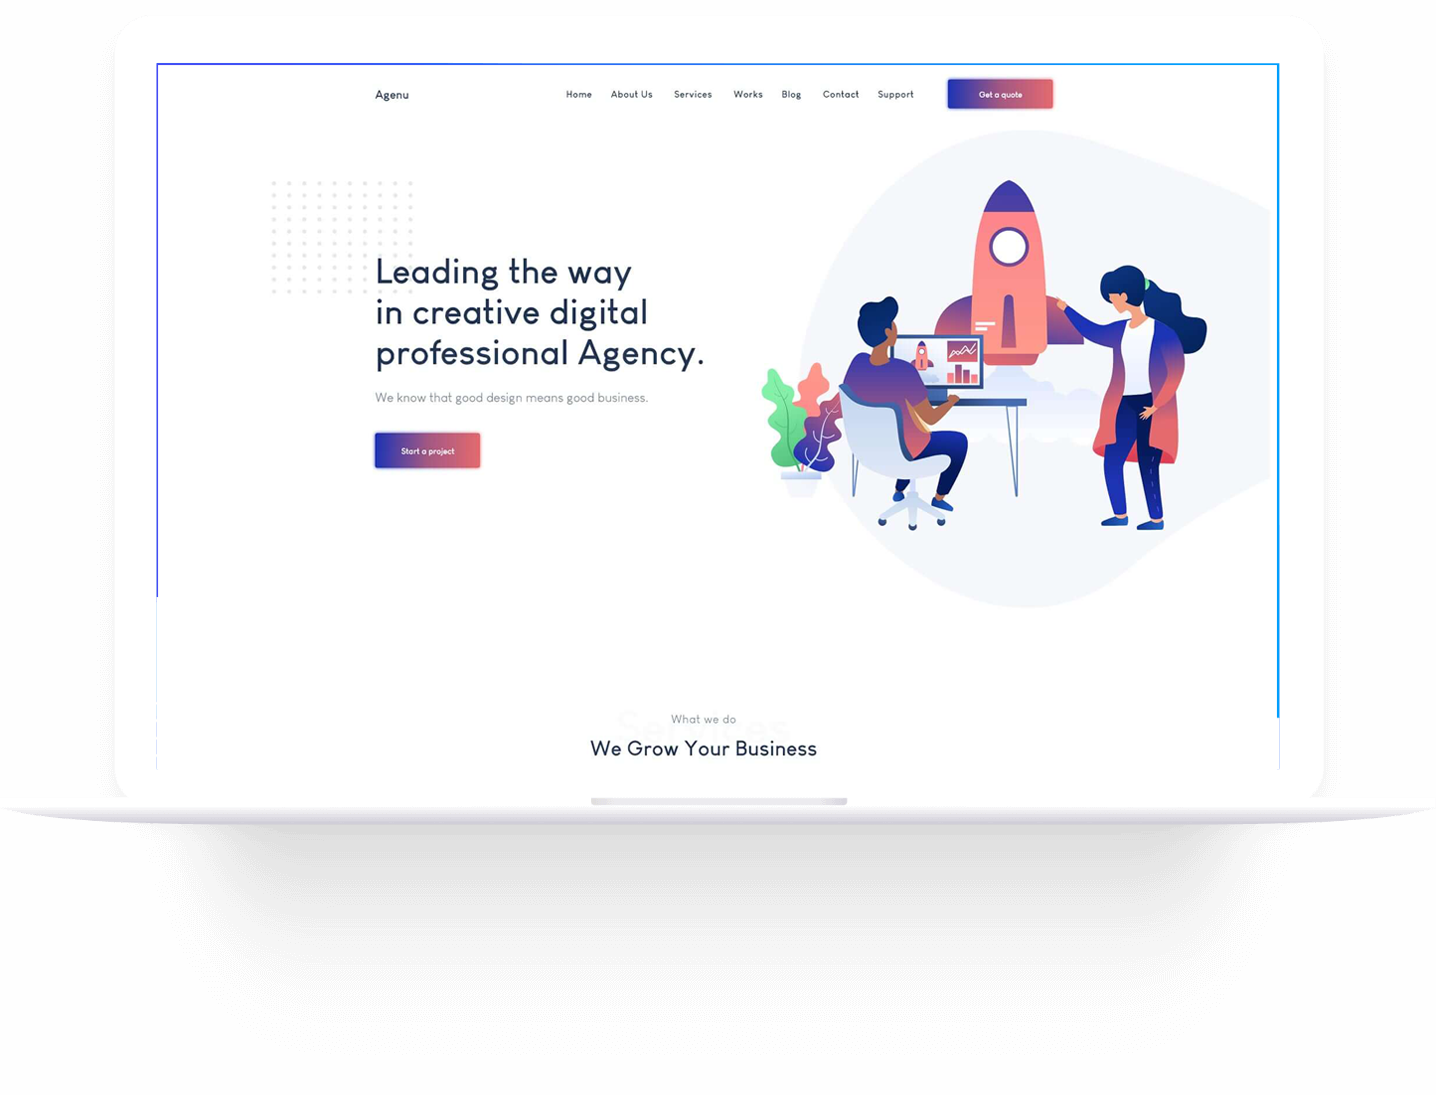 Agenu
Home About Us Services Works Blog Contact Support Get a quote
Leading the way
in creative digital
professional Agency.
We know that good design means good business.
Start a project
Services
What we do
We Grow Your Business